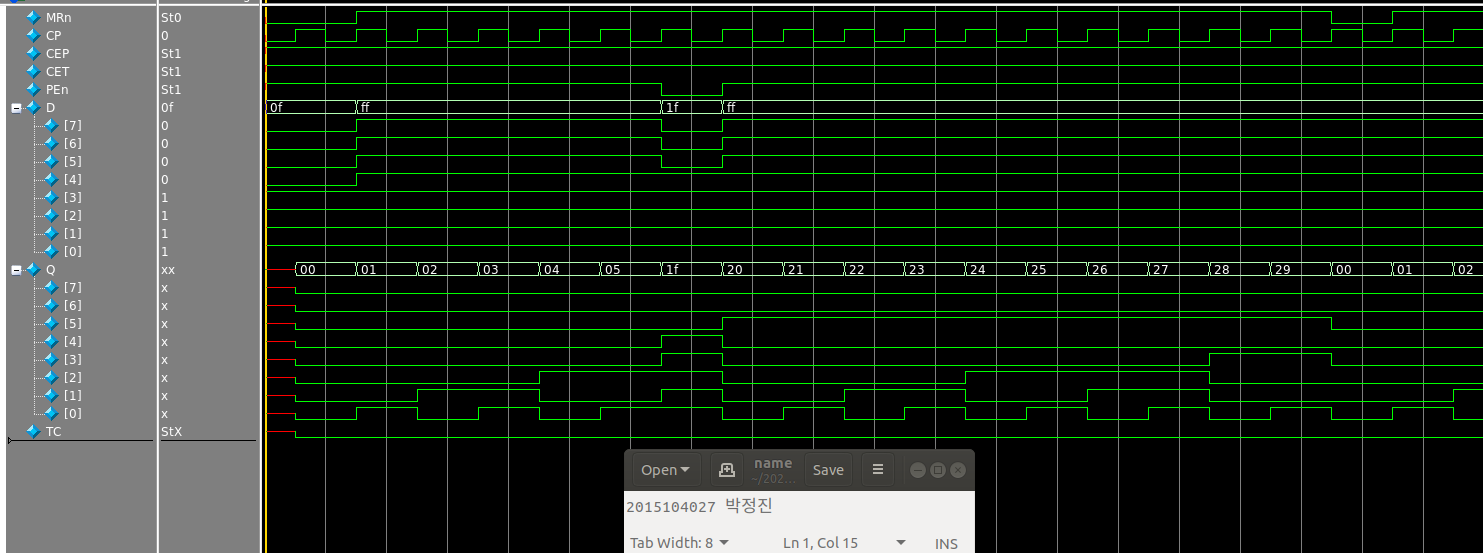 MRn St0
CP 0
CEP St1
CET St1
PEn St1
D 0f 0f ff 1f ff
[7] 0
[6] 0
[5] 0
[4] 0
[3] 1
[2] 1
[1] 1
[0] 1
Q xx 00 01 02 03 04 05 1f 20 21 22 23 24 25 26 27 28 29 00 01 02
[7] x
[6] x
[5] x
[4] x
[3] x
[2] x
[1] x
[0] x
TC StX
Open name Save
~/202...
2015104027 박정진
Tab Width: 8 Ln 1, Col 15 INS